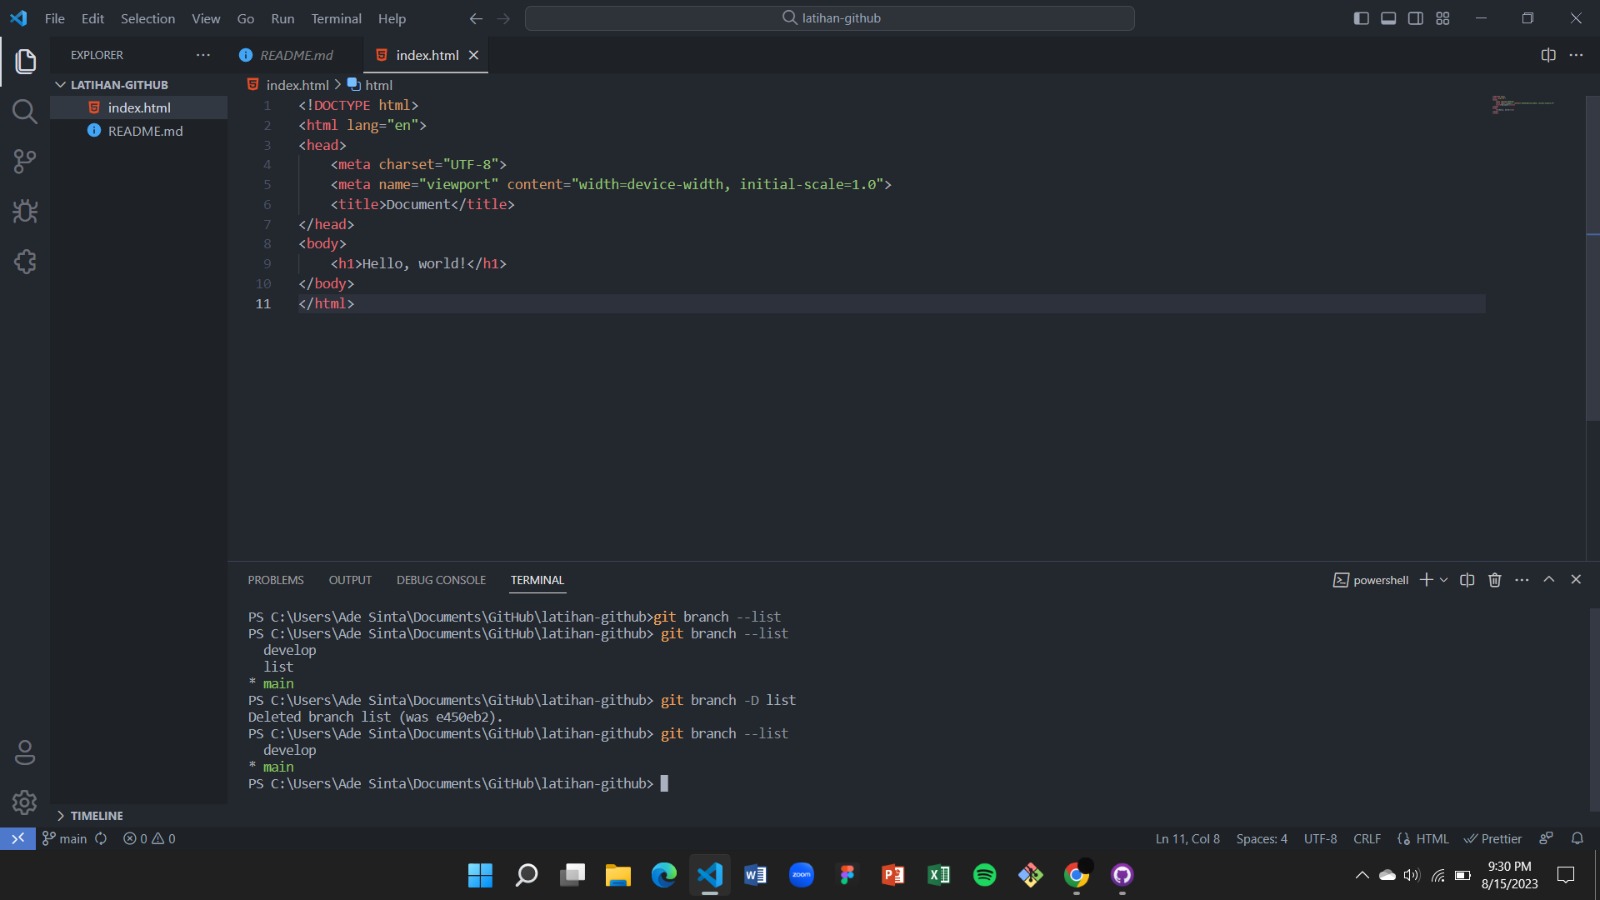 File Edit Selection View Go Run Terminal Help
latihan-github
EXPLORER
README.md
index.html
LATIHAN-GITHUB
index.html
README.md
index.html > html
1 <!DOCTYPE html>
2 <html lang="en">
3 <head>
4 <meta charset="UTF-8">
5 <meta name="viewport" content="width=device-width, initial-scale=1.0">
6 <title>Document</title>
7 </head>
8 <body>
9 <h1>Hello, world!</h1>
10 </body>
11 </html>
PROBLEMS OUTPUT DEBUG CONSOLE TERMINAL
powershell
PS C:\Users\Ade Sinta\Documents\GitHub\latihan-github>git branch --list
PS C:\Users\Ade Sinta\Documents\GitHub\latihan-github> git branch --list
develop
list
* main
PS C:\Users\Ade Sinta\Documents\GitHub\latihan-github> git branch -D list
Deleted branch list (was e450eb2).
PS C:\Users\Ade Sinta\Documents\GitHub\latihan-github> git branch --list
develop
* main
PS C:\Users\Ade Sinta\Documents\GitHub\latihan-github>
TIMELINE
main 0 0
Ln 11, Col 8 Spaces: 4 UTF-8 CRLF HTML Prettier
zoom
9:30 PM
8/15/2023